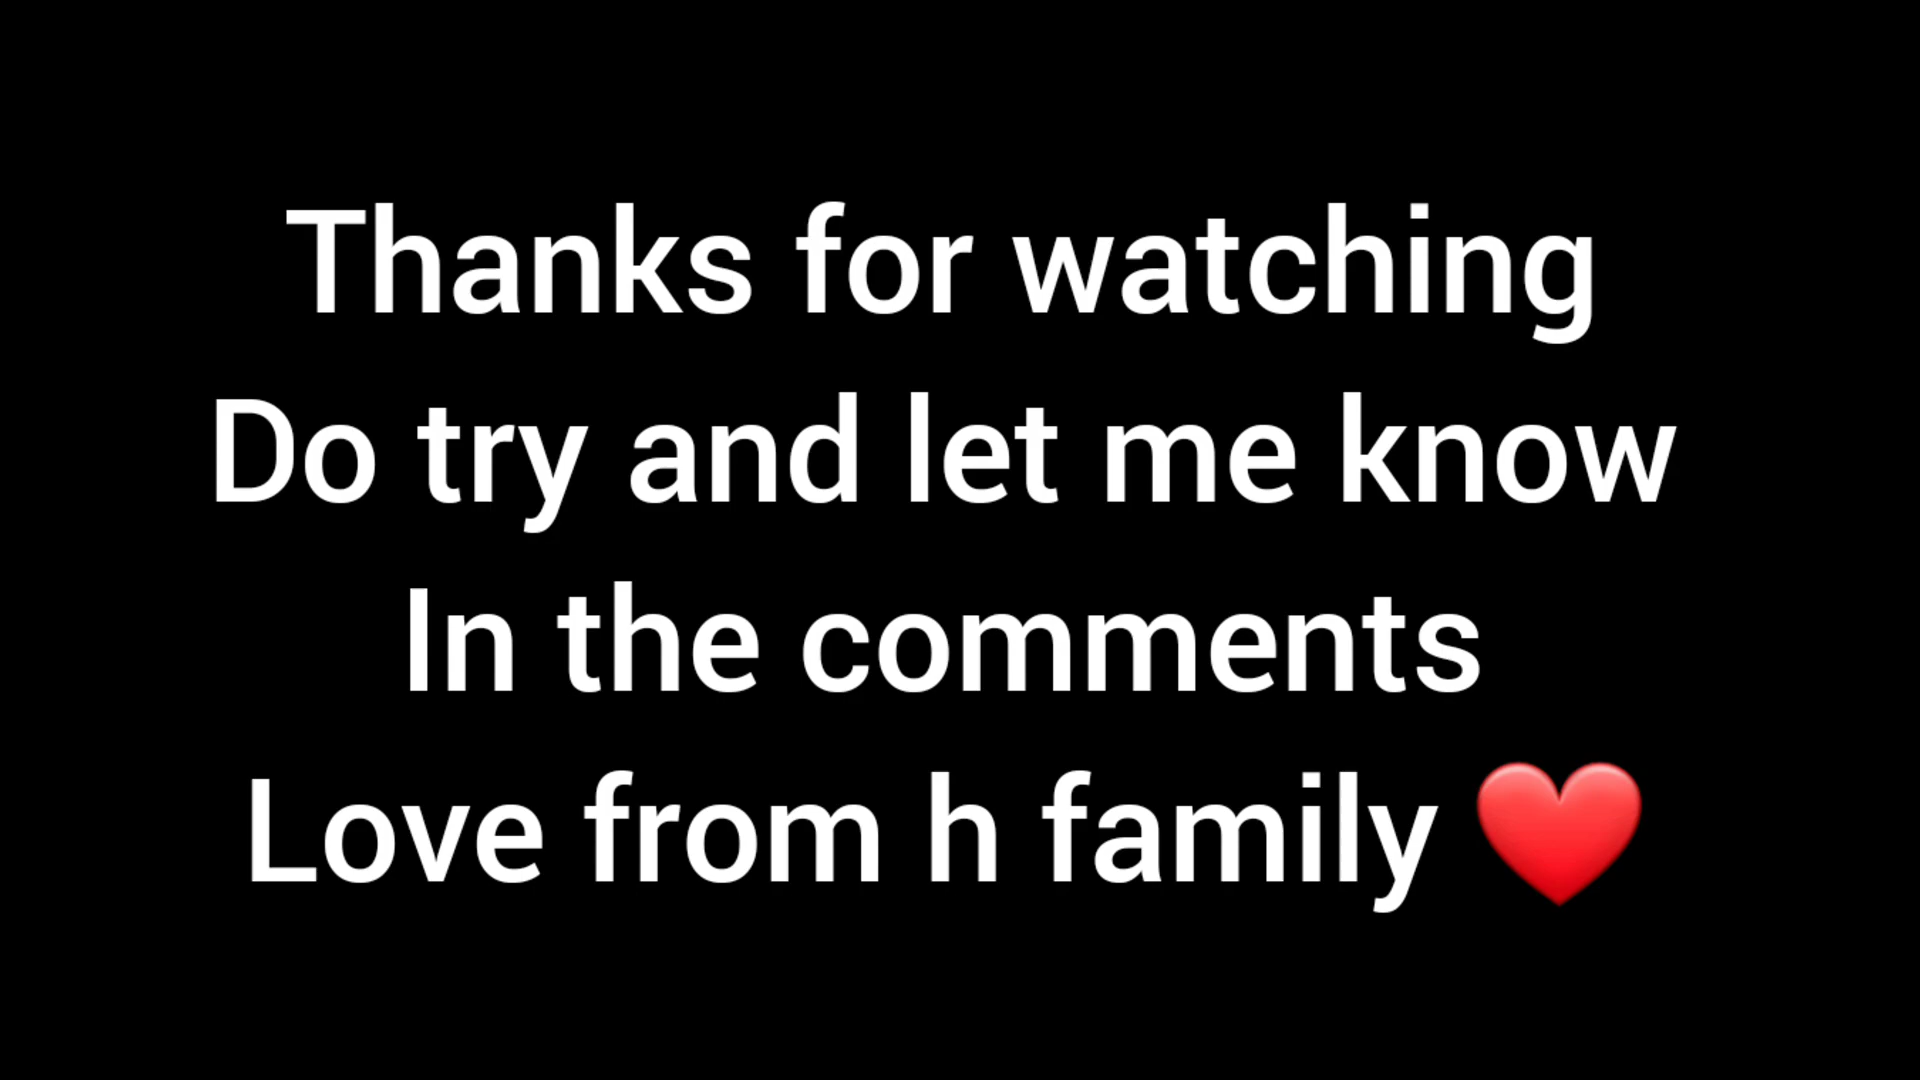 Thanks for watching
Do try and let me know
In the comments
Love from h family ❤️